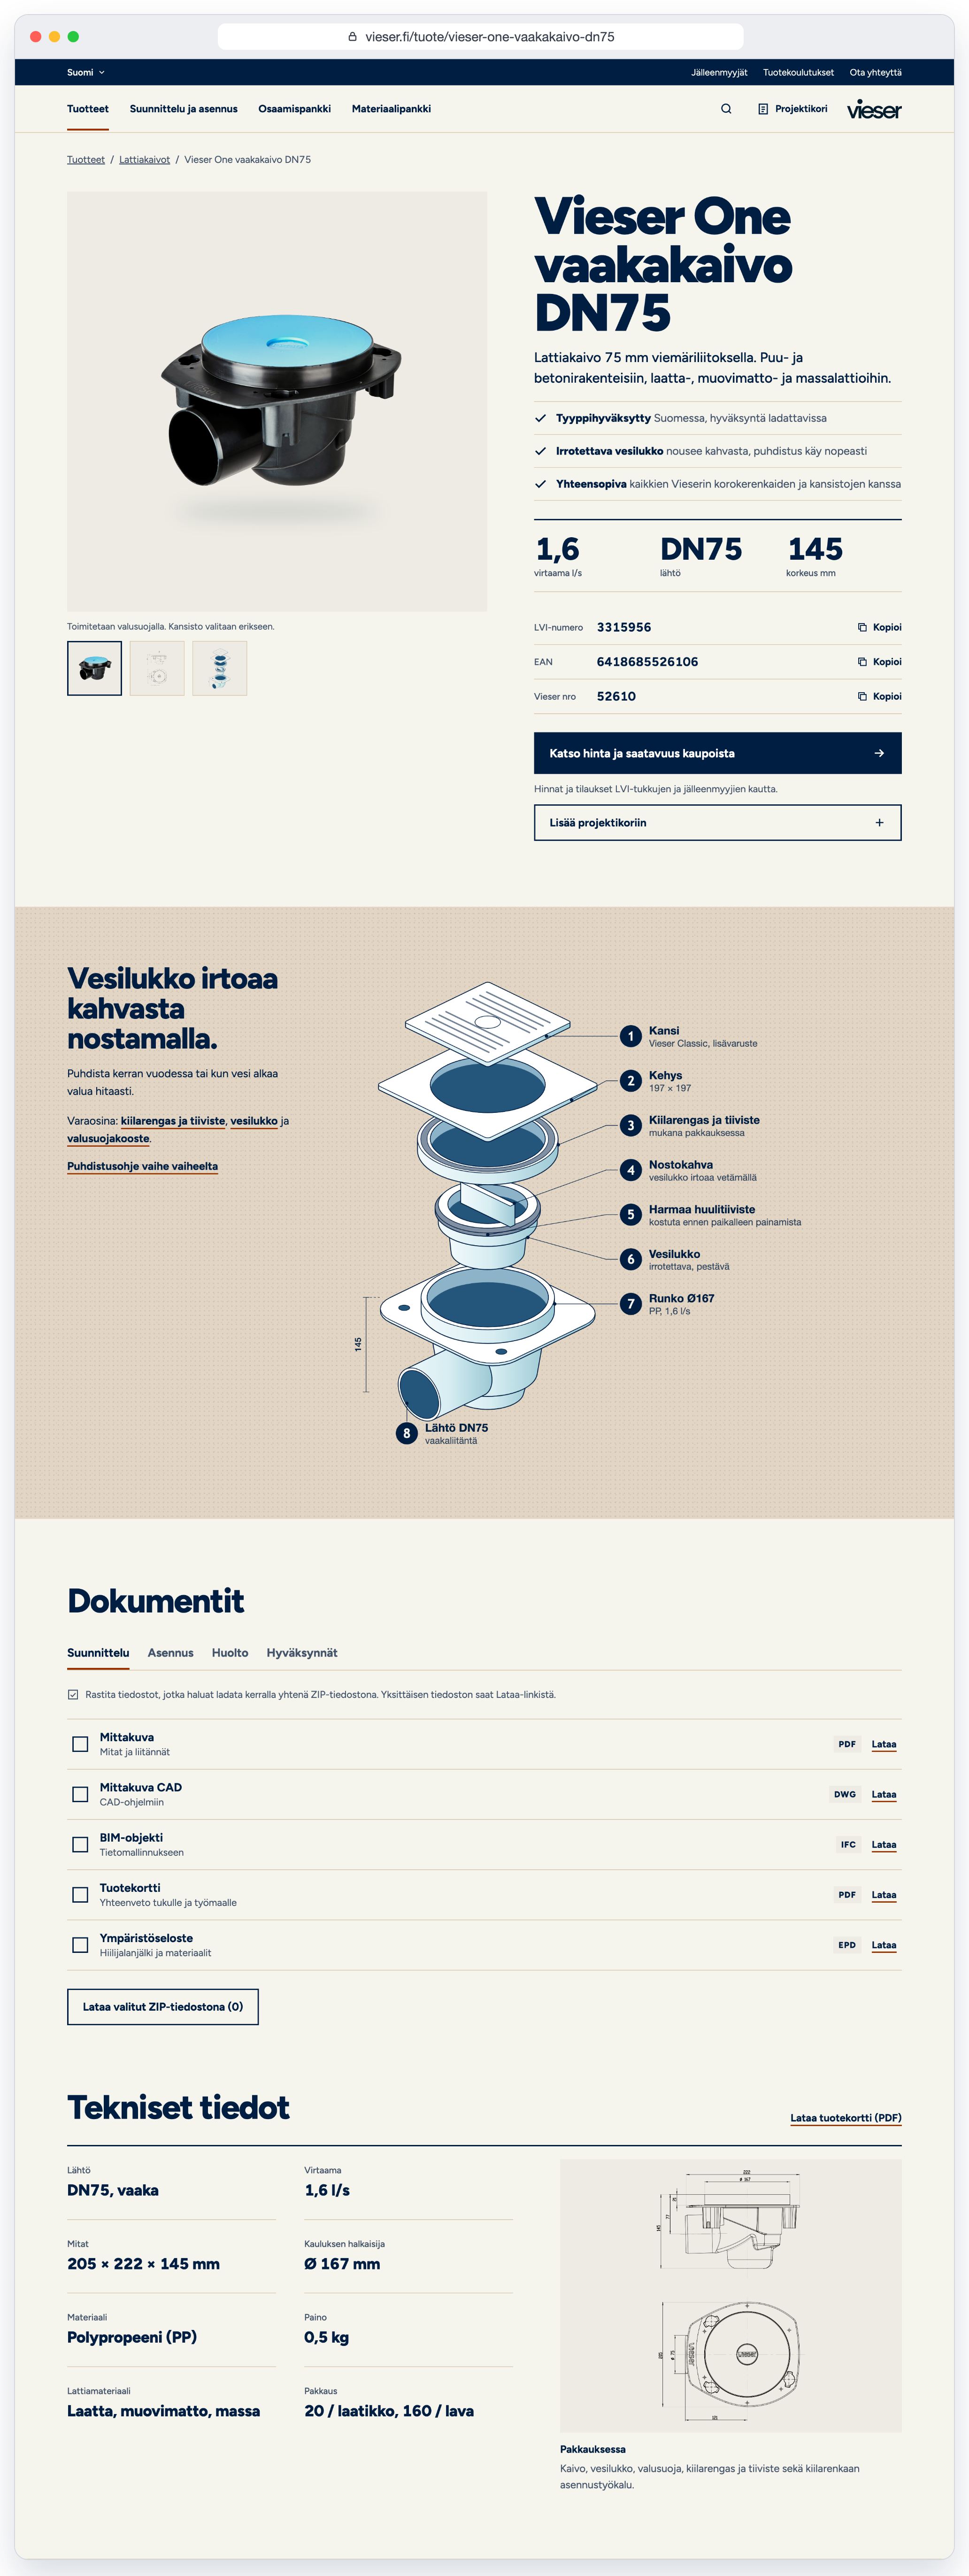 vieser.fi/tuote/vieser-one-vaakakaivo-dn75
Suomi
Jälleenmyyjät Tuotekoulutukset Ota yhteyttä
Tuotteet Suunnittelu ja asennus Osaamispankki Materiaalipankki
Projektikori vieser
Tuotteet / Lattiakaivot / Vieser One vaakakaivo DN75
Vieser One
vaakakaivo
DN75
Lattiakaivo 75 mm viemäriliitoksella. Puu- ja
betonirakenteisiin, laatta-, muovimatto- ja massalattioihin.
Tyyppihyväksytty Suomessa, hyväksyntä ladattavissa
Irrotettava vesilukko nousee kahvasta, puhdistus käy nopeasti
Yhteensopiva kaikkien Vieserin korokerenkaiden ja kansistojen kanssa
1,6 DN75 145
virtaama l/s lähtö korkeus mm
Toimitetaan valusuojalla. Kansisto valitaan erikseen.
LVI-numero 3315956 Kopioi
EAN 6418685526106 Kopioi
Vieser nro 52610 Kopioi
Katso hinta ja saatavuus kaupoista
Hinnat ja tilaukset LVI-tukkujen ja jälleenmyyjien kautta.
Lisää projektikoriin
Vesilukko irtoaa
kahvasta
nostamalla.
Puhdista kerran vuodessa tai kun vesi alkaa
valua hitaasti.
Varaosina: kiilarengas ja tiiviste, vesilukko ja
valusuojakooste.
Puhdistusohje vaihe vaiheelta
1 Kansi
Vieser Classic, lisävaruste
2 Kehys
197 × 197
3 Kiilarengas ja tiiviste
mukana pakkauksessa
4 Nostokahva
vesilukko irtoaa vetämällä
5 Harmaa huulitiiviste
kostuta ennen paikalleen painamista
6 Vesilukko
irrotettava, pestävä
7 Runko Ø167
PP, 1,6 l/s
145
8 Lähtö DN75
vaakaliitäntä
Dokumentit
Suunnittelu Asennus Huolto Hyväksynnät
Rastita tiedostot, jotka haluat ladata kerralla yhtenä ZIP-tiedostona. Yksittäisen tiedoston saat Lataa-linkistä.
Mittakuva
Mitat ja liitännät
PDF Lataa
Mittakuva CAD
CAD-ohjelmiin
DWG Lataa
BIM-objekti
Tietomallinnukseen
IFC Lataa
Tuotekortti
Yhteenveto tukulle ja työmaalle
PDF Lataa
Ympäristöseloste
Hiilijalanjälki ja materiaalit
EPD Lataa
Lataa valitut ZIP-tiedostona (0)
Tekniset tiedot
Lataa tuotekortti (PDF)
Lähtö Virtaama
DN75, vaaka 1,6 l/s
Mitat Kauluksen halkaisija
205 × 222 × 145 mm Ø 167 mm
Materiaali Paino
Polypropeeni (PP) 0,5 kg
Lattiamateriaali Pakkaus
Laatta, muovimatto, massa 20 / laatikko, 160 / lava
222
Ø 167
Pakkauksessa
Kaivo, vesilukko, valusuoja, kiilarengas ja tiiviste sekä kiilarenkaan
asennustyökalu.